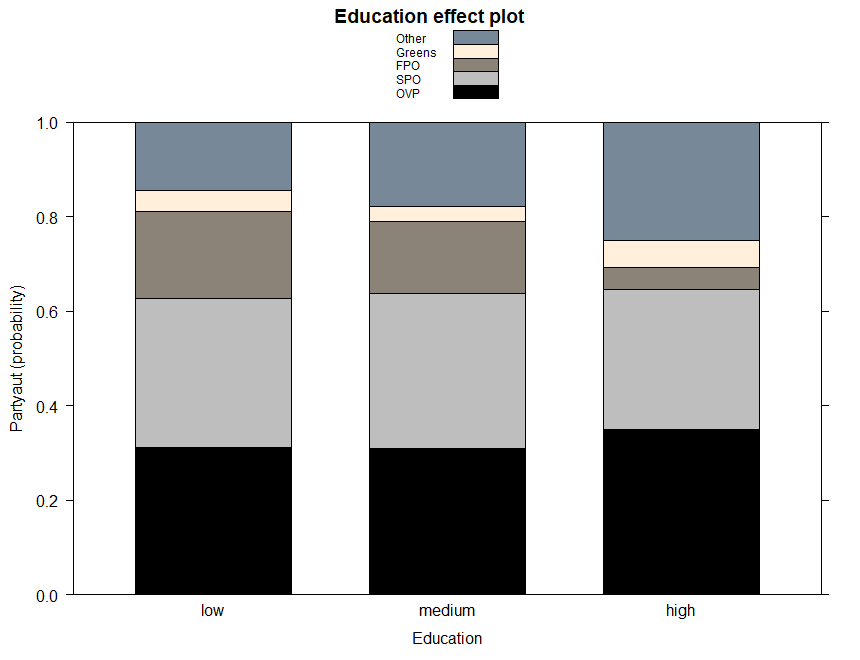 Education effect plot
Other
Greens
FPO
SPO
OVP
1.0
0.8
0.6
0.4
0.2
0.0
Partyaut (probability)
low medium high
Education